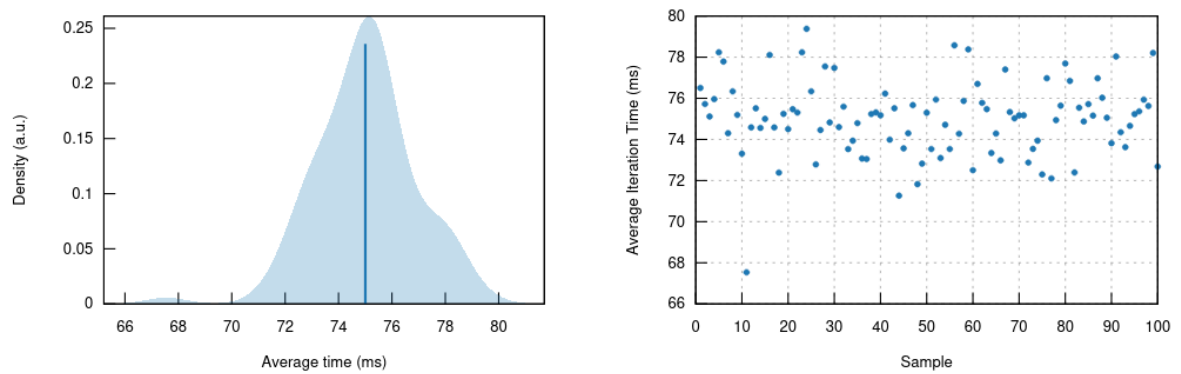 Density (a.u.)
0.25
0.2
0.15
0.1
0.05
0
66 68 70 72 74 76 78 80
Average time (ms)
Average Iteration Time (ms)
80
78
76
74
72
70
68
66
0 10 20 30 40 50 60 70 80 90 100
Sample